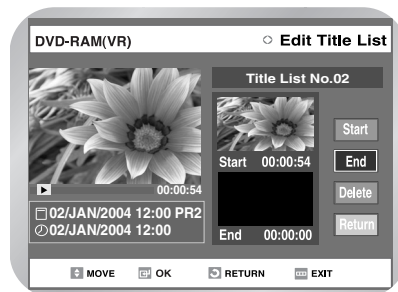 DVD-RAM(VR)
Edit Title List
Title List No.02
Start 00:00:54
End 00:00:00
00:00:54
02/JAN/2004 12:00 PR2
02/JAN/2004 12:00
Start
End
Delete
Return
MOVE OK RETURN EXIT